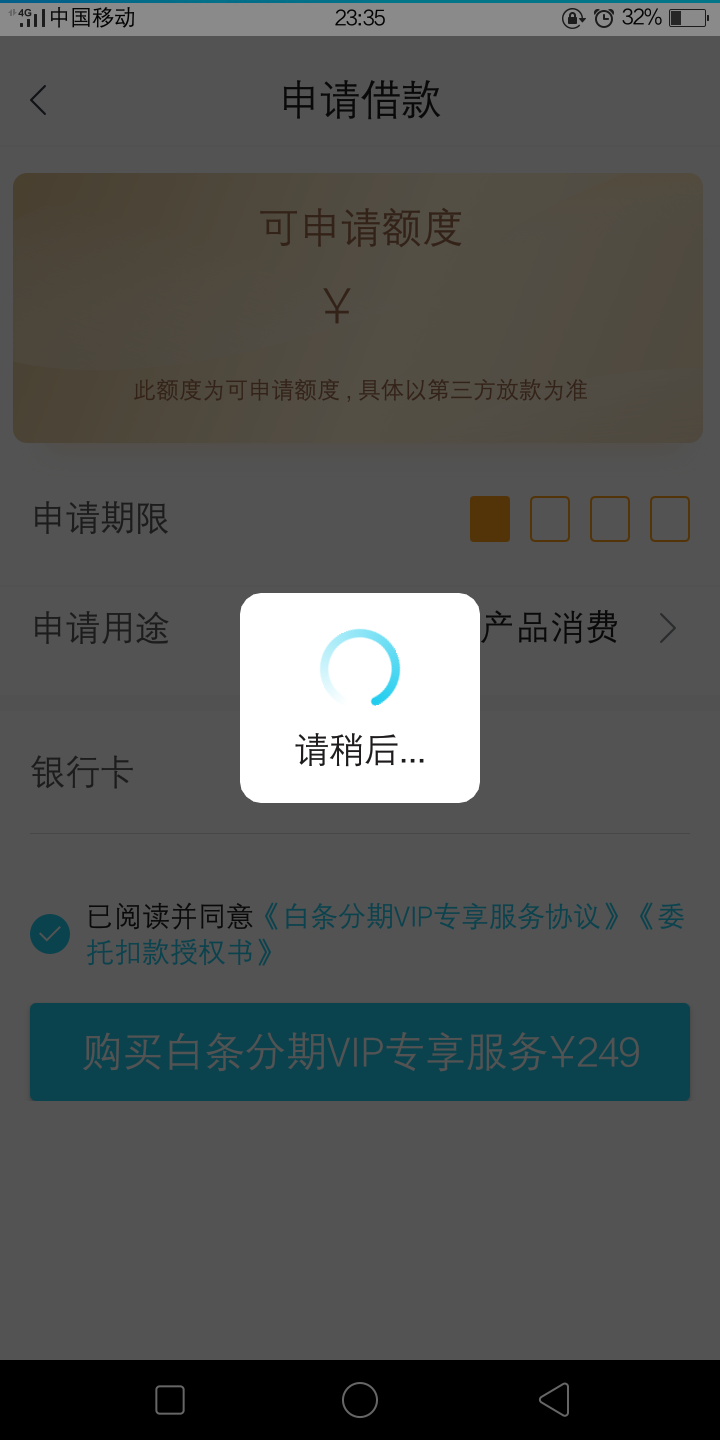 4G 中国移动 23:35 32%
申请借款
可申请额度
¥
此额度为可申请额度，具体以第三方放款为准
申请期限
申请用途 产品消费
请稍后...
银行卡
已阅读并同意《白条分期VIP专享服务协议》《委
托扣款授权书》
购买白条分期VIP专享服务¥249